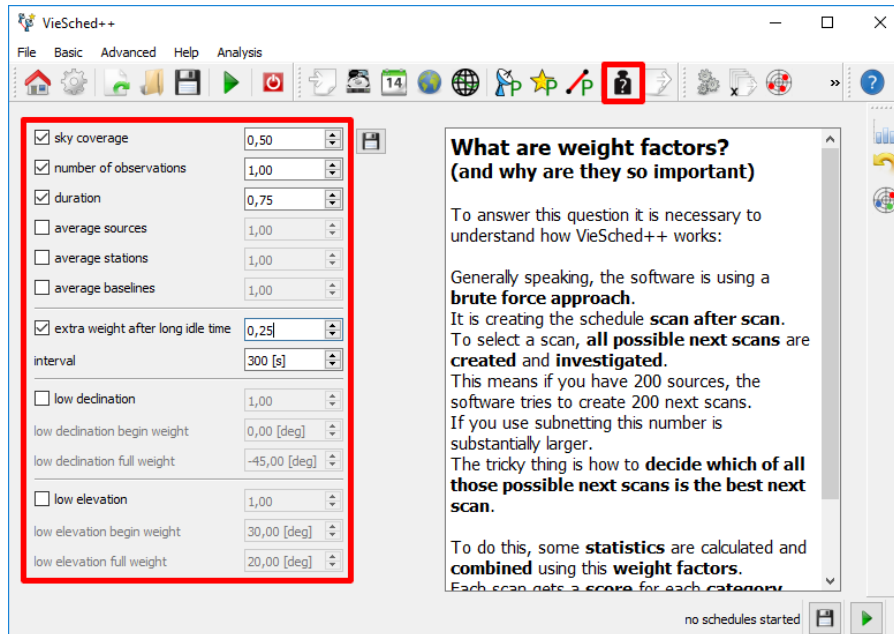 VieSched++
File Basic Advanced Help Analysis
14 P P P ? x » ?
sky coverage 0,50
number of observations 1,00
duration 0,75
average sources 1,00
average stations 1,00
average baselines 1,00
extra weight after long idle time 0,25
interval 300 [s]
low declination 1,00
low declination begin weight 0,00 [deg]
low declination full weight -45,00 [deg]
low elevation 1,00
low elevation begin weight 30,00 [deg]
low elevation full weight 20,00 [deg]
What are weight factors?
(and why are they so important)
To answer this question it is necessary to
understand how VieSched++ works:
Generally speaking, the software is using a
brute force approach.
It is creating the schedule scan after scan.
To select a scan, all possible next scans are
created and investigated.
This means if you have 200 sources, the
software tries to create 200 next scans.
If you use subnetting this number is
substantially larger.
The tricky thing is how to decide which of all
those possible next scans is the best next
scan.
To do this, some statistics are calculated and
combined using this weight factors.
Each scan gets a score for each category
no schedules started